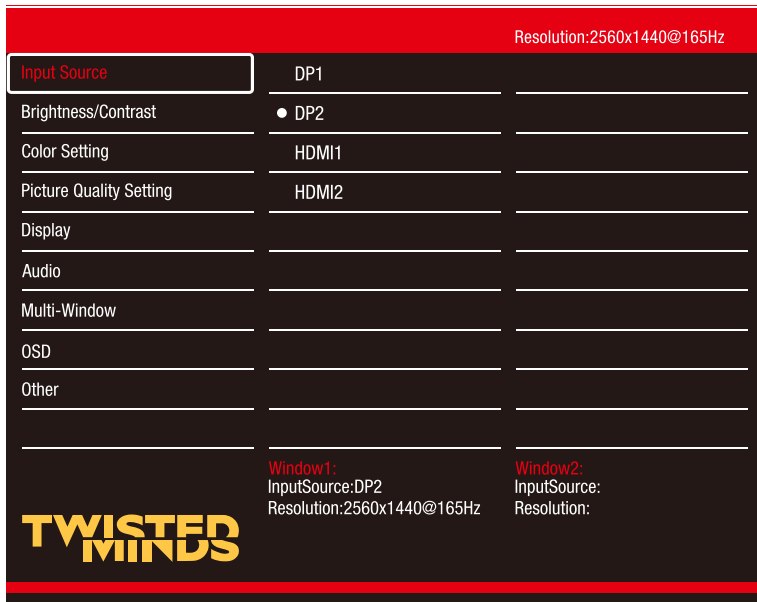 Resolution:2560x1440@165Hz
Input Source
Brightness/Contrast
Color Setting
Picture Quality Setting
Display
Audio
Multi-Window
OSD
Other
DP1
DP2
HDMI1
HDMI2
Window1:
InputSource:DP2
Resolution:2560x1440@165Hz
Window2:
InputSource:
Resolution:
TWISTED
MINDS